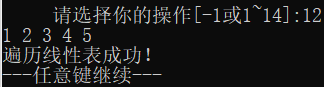 请选择你的操作[-1或1~14]:12
1 2 3 4 5
遍历线性表成功!
---任意键继续---